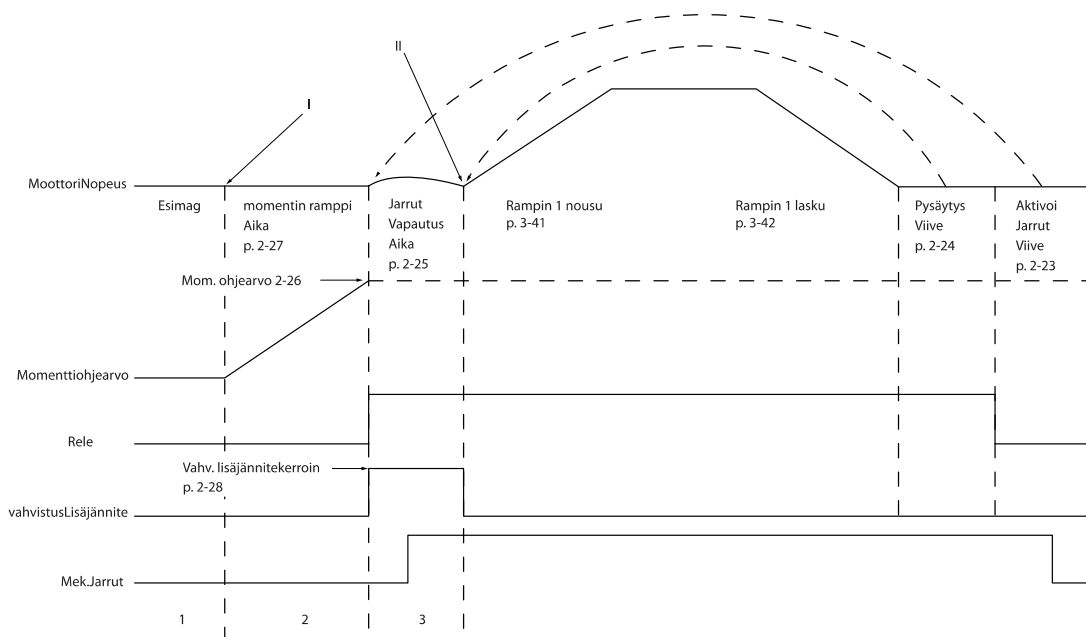 II
I
MoottoriNopeus
Esimag
momentin ramppi
Aika
p. 2-27
Jarrut
Vapautus
Aika
p. 2-25
Rampin 1 nousu
p. 3-41
Rampin 1 lasku
p. 3-42
Pysäytys
Viive
p. 2-24
Aktivoi
Jarrut
Viive
p. 2-23
Mom. ohjearvo 2-26
Momenttiohjearvo
Rele
Vahv. lisäjännitekerroin
p. 2-28
vahvistusLisäjännite
Mek.Jarrut
1
2
3